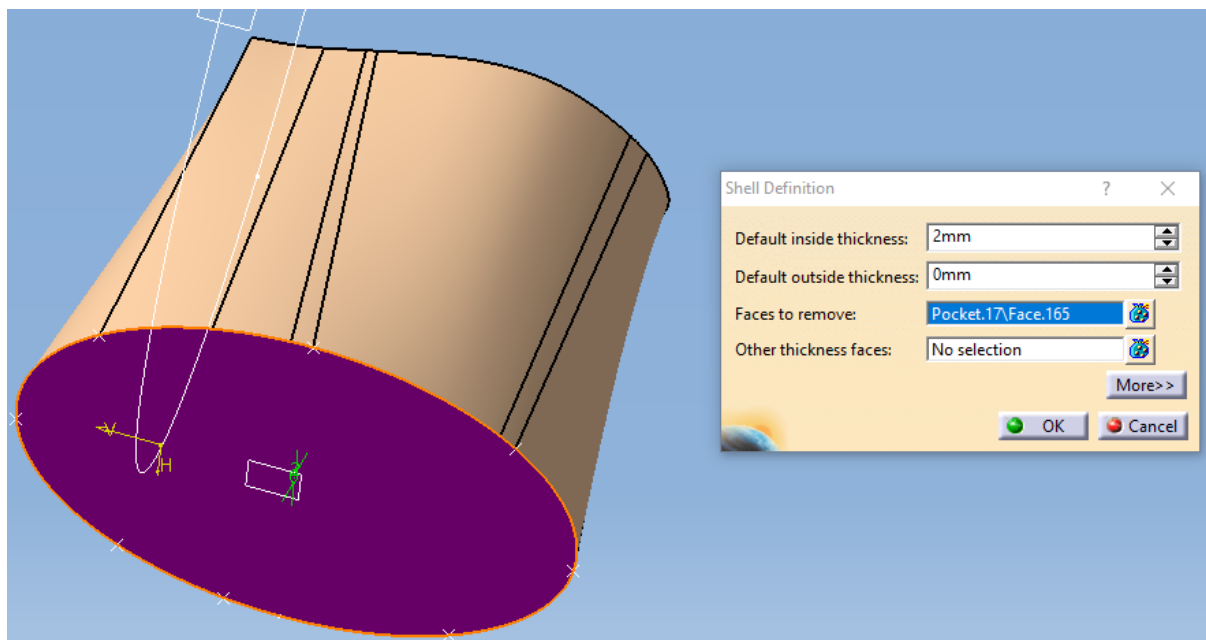 Shell Definition ? ×
Default inside thickness: 2mm
Default outside thickness: 0mm
Faces to remove: Pocket.17\Face.165
Other thickness faces: No selection
More>>
OK Cancel
V
H